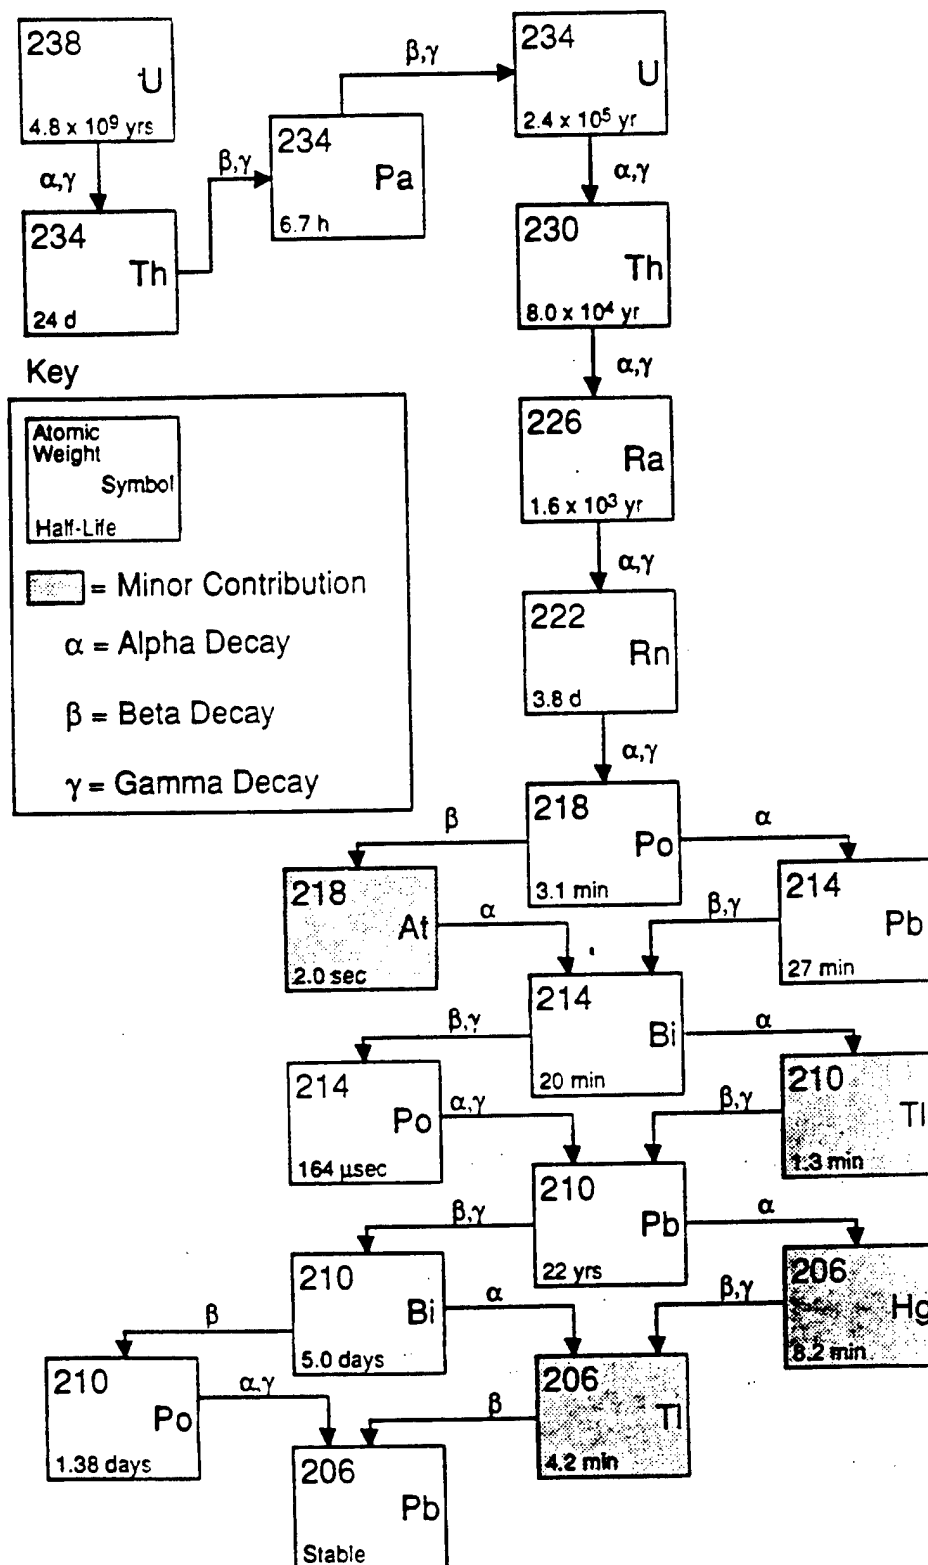 238
U
4.8 x 10⁹ yrs
α,γ
234
Th
24 d
β,γ
234
Pa
6.7 h
β,γ
234
U
2.4 x 10⁵ yr
α,γ
230
Th
8.0 x 10⁴ yr
α,γ
226
Ra
1.6 x 10³ yr
α,γ
222
Rn
3.8 d
α,γ
Key
Atomic
Weight
Symbol
Half-Life
= Minor Contribution
α = Alpha Decay
β = Beta Decay
γ = Gamma Decay
218
Po
3.1 min
β
α
218
At
2.0 sec
α
214
Pb
27 min
β,γ
214
Bi
20 min
β,γ
α
214
Po
164 μsec
α,γ
210
Tl
1.3 min
β,γ
210
Pb
22 yrs
β,γ
α
210
Bi
5.0 days
β
α
206
Hg
8.2 min
β,γ
210
Po
1.38 days
α,γ
206
Tl
4.2 min
β
206
Pb
Stable